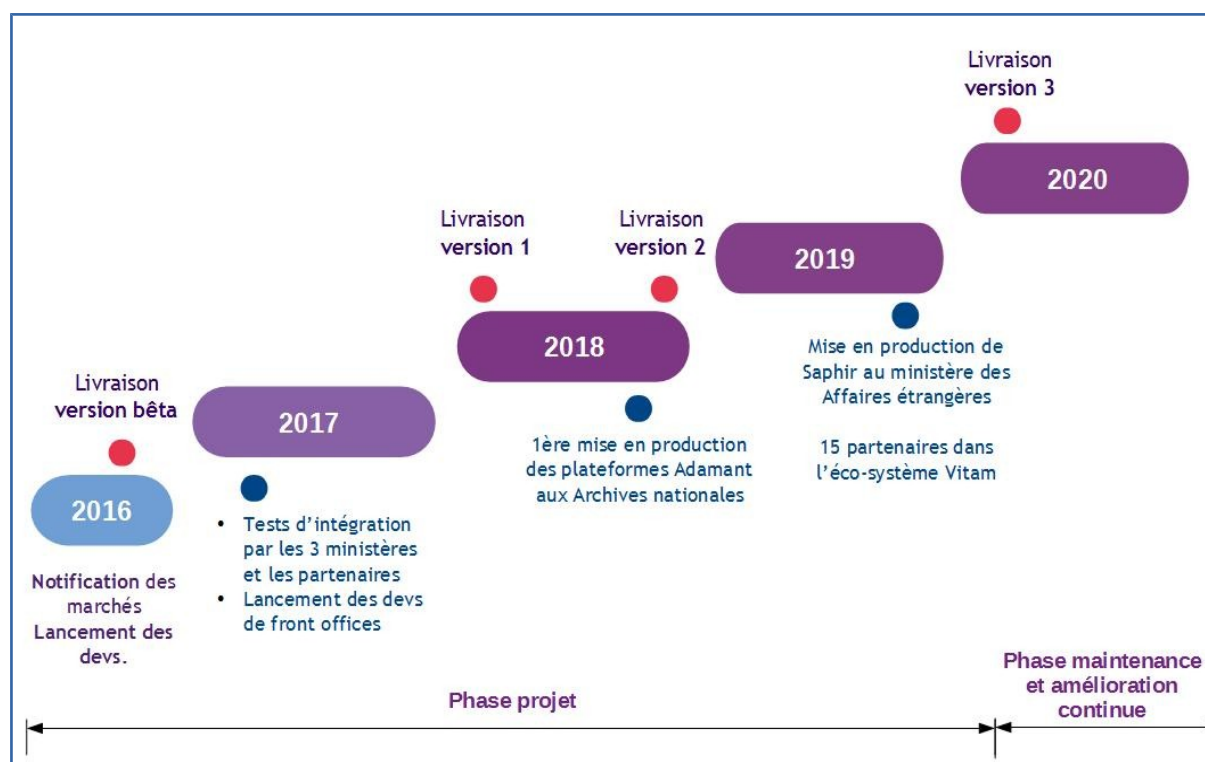 Livraison
version bêta
2016
Notification des
marchés
Lancement des
devs.
2017
• Tests d'intégration
par les 3 ministères
et les partenaires
• Lancement des devs
de front offices
Livraison
version 1
Livraison
version 2
2018
1ère mise en production
des plateformes Adamant
aux Archives nationales
2019
Mise en production de
Saphir au ministère des
Affaires étrangères
15 partenaires dans
l'éco-système Vitam
Livraison
version 3
2020
Phase projet
Phase maintenance
et amélioration
continue